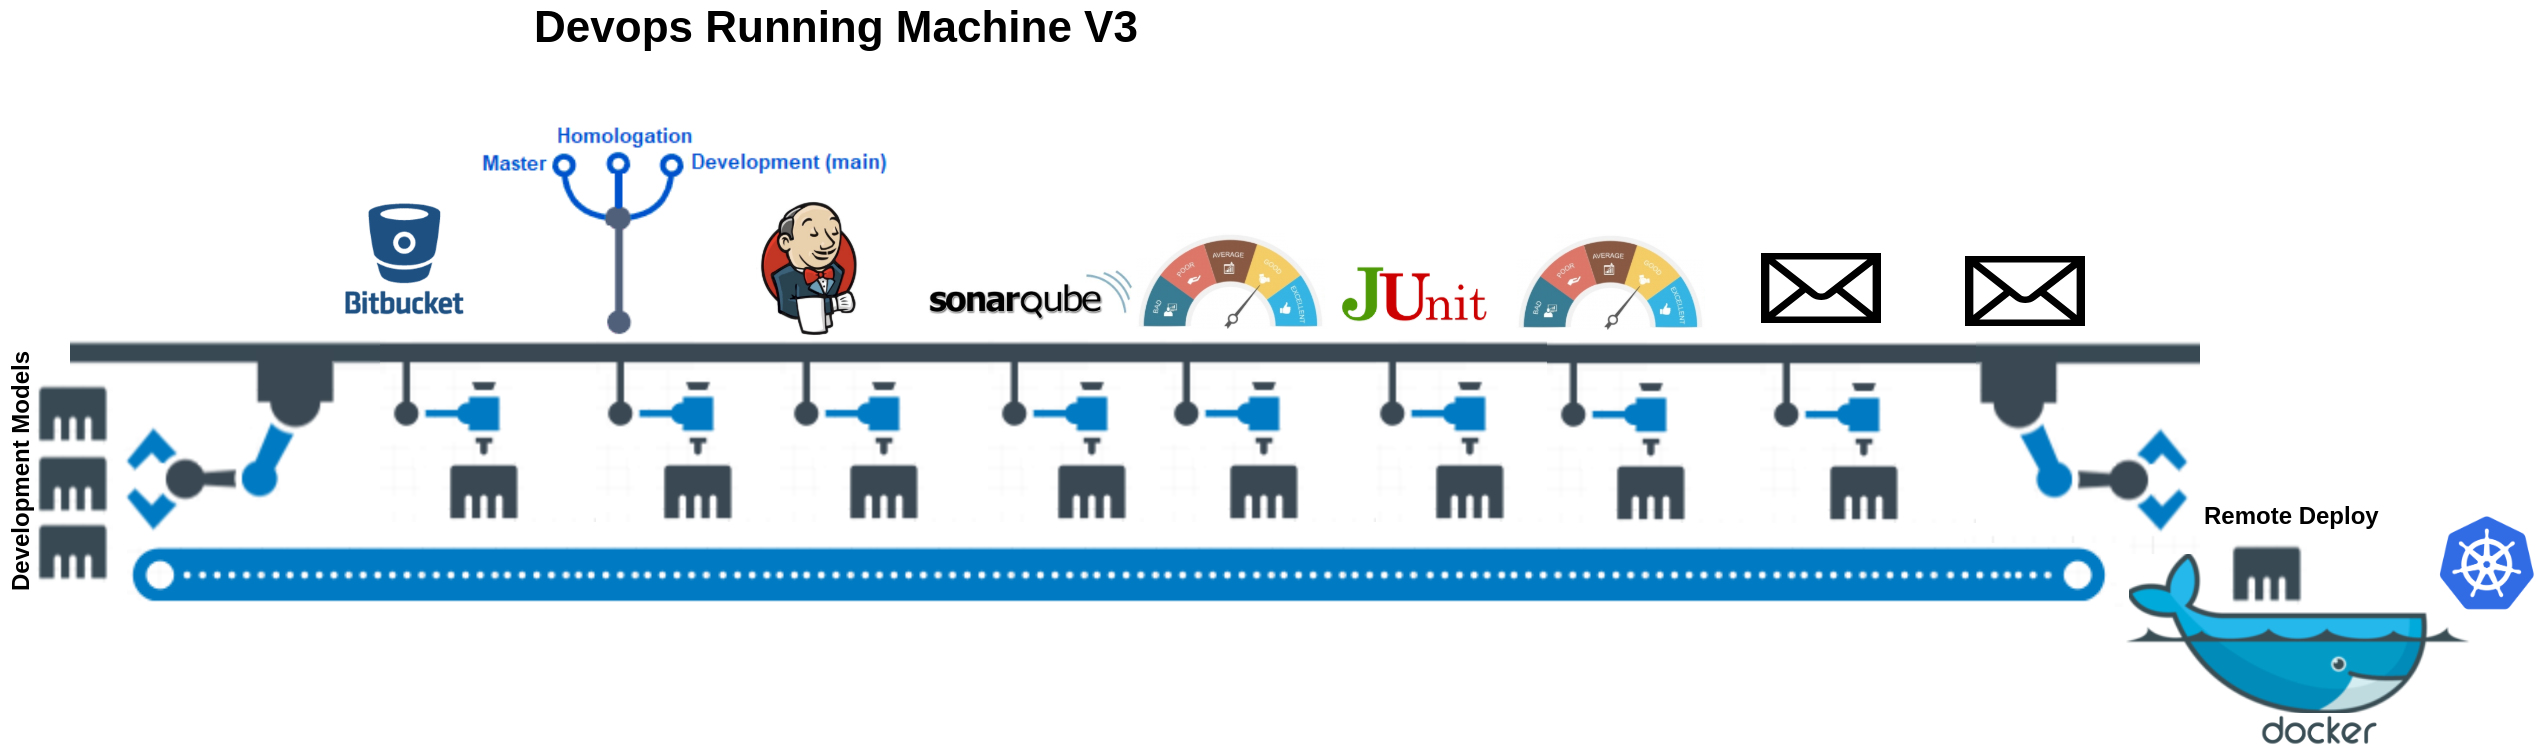 Devops Running Machine V3
Homologation
Master
Development (main)
Bitbucket
sonarqube
BAD
POOR
AVERAGE
GOOD
EXCELLENT
JUnit
BAD
POOR
AVERAGE
GOOD
EXCELLENT
Development Models
Remote Deploy
docker